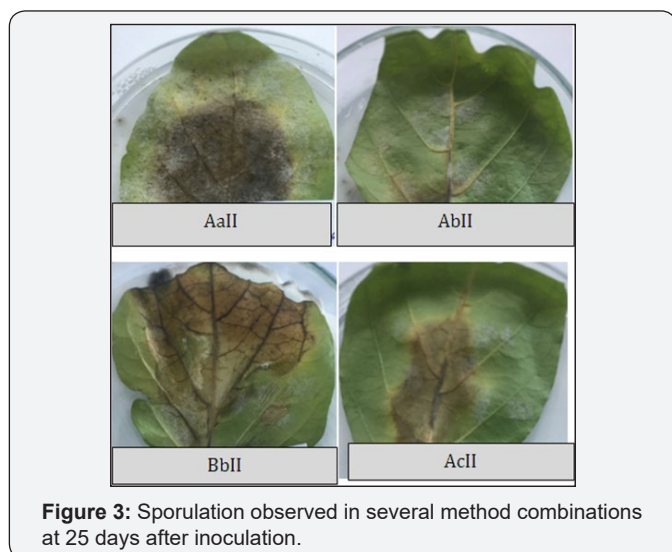 AaII
AbII
BbII
AcII
Figure 3: Sporulation observed in several method combinations
at 25 days after inoculation.